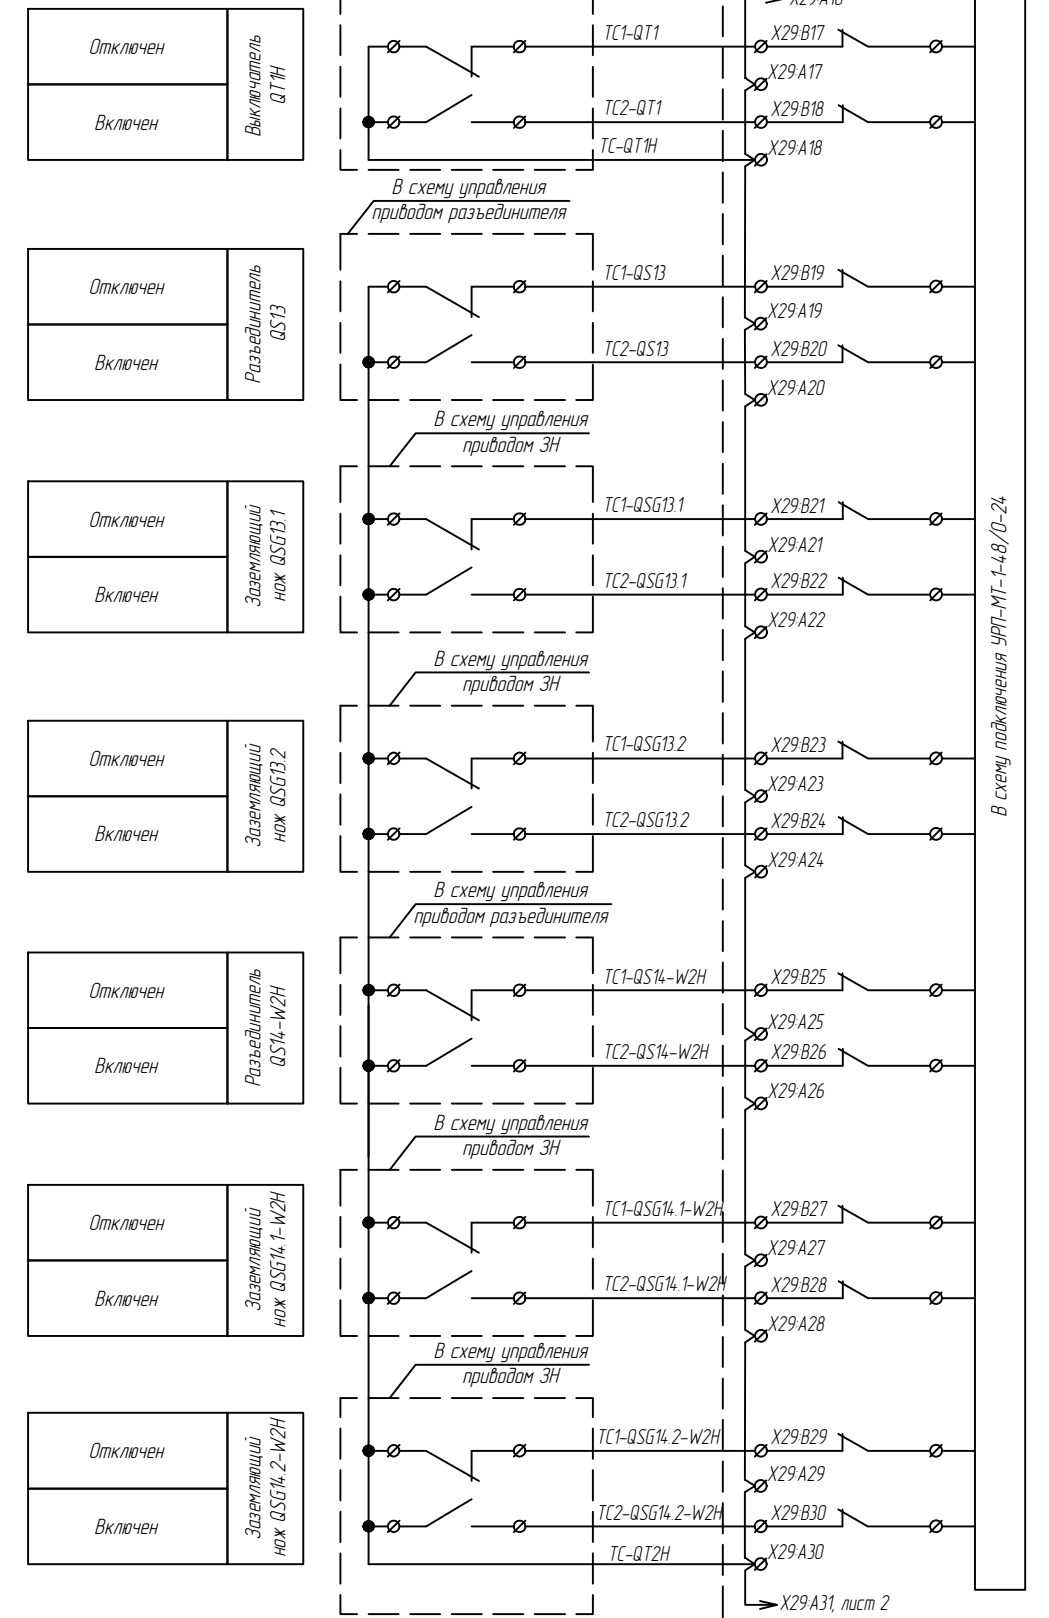 X29:A16
Отключен
Включен
Выключатель
QT1H
TC1-QT1
X29:B17
X29:A17
TC2-QT1
X29:B18
TC-QT1H
X29:A18
В схему управления
приводом разъединителя
Отключен
Включен
Разъединитель
QS13
TC1-QS13
X29:B19
X29:A19
TC2-QS13
X29:B20
X29:A20
В схему управления
приводом ЗН
Отключен
Включен
Заземляющий
нож QSG13.1
TC1-QSG13.1
X29:B21
X29:A21
TC2-QSG13.1
X29:B22
X29:A22
В схему управления
приводом ЗН
Отключен
Включен
Заземляющий
нож QSG13.2
TC1-QSG13.2
X29:B23
X29:A23
TC2-QSG13.2
X29:B24
X29:A24
В схему управления
приводом разъединителя
Отключен
Включен
Разъединитель
QS14-W2H
TC1-QS14-W2H
X29:B25
X29:A25
TC2-QS14-W2H
X29:B26
X29:A26
В схему управления
приводом ЗН
Отключен
Включен
Заземляющий
нож QSG14.1-W2H
TC1-QSG14.1-W2H
X29:B27
X29:A27
TC2-QSG14.1-W2H
X29:B28
X29:A28
В схему управления
приводом ЗН
Отключен
Включен
Заземляющий
нож QSG14.2-W2H
TC1-QSG14.2-W2H
X29:B29
X29:A29
TC2-QSG14.2-W2H
X29:B30
TC-QT2H
X29:A30
X29:A31, лист 2
В схему подключения УРП-МТ-1-48/0-24